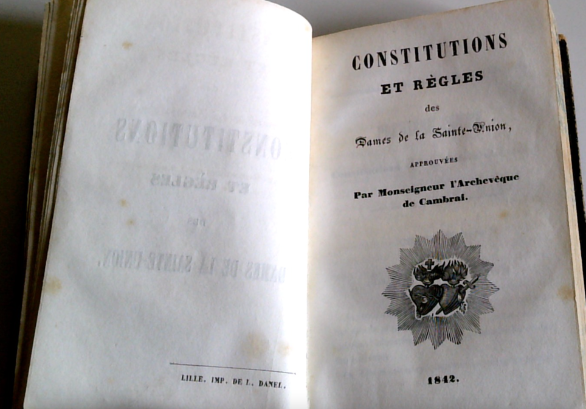 LILLE. IMP. DE L. DANEL.
CONSTITUTIONS
ET RÈGLES
des
Dames de la Sainte-Union,
APPROUVÉES
Par Monseigneur l'Archevêque
de Cambrai.
1842.